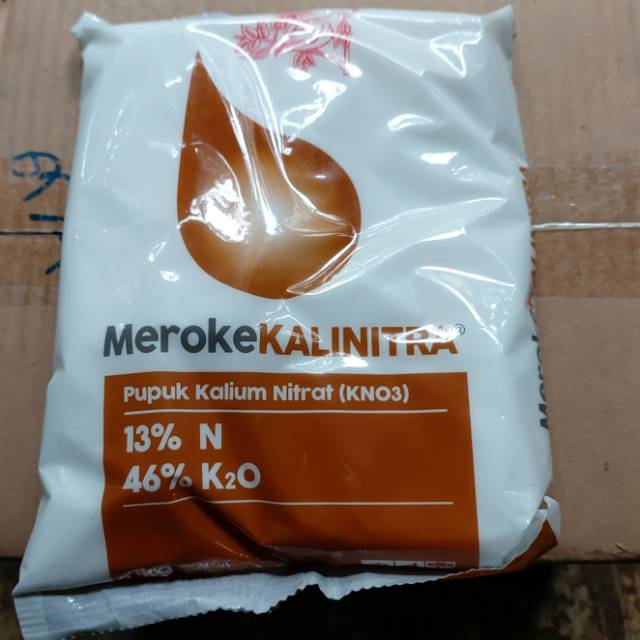 MerokeKALINITRA®
Pupuk Kalium Nitrat (KNO3)
13% N
46% K₂O